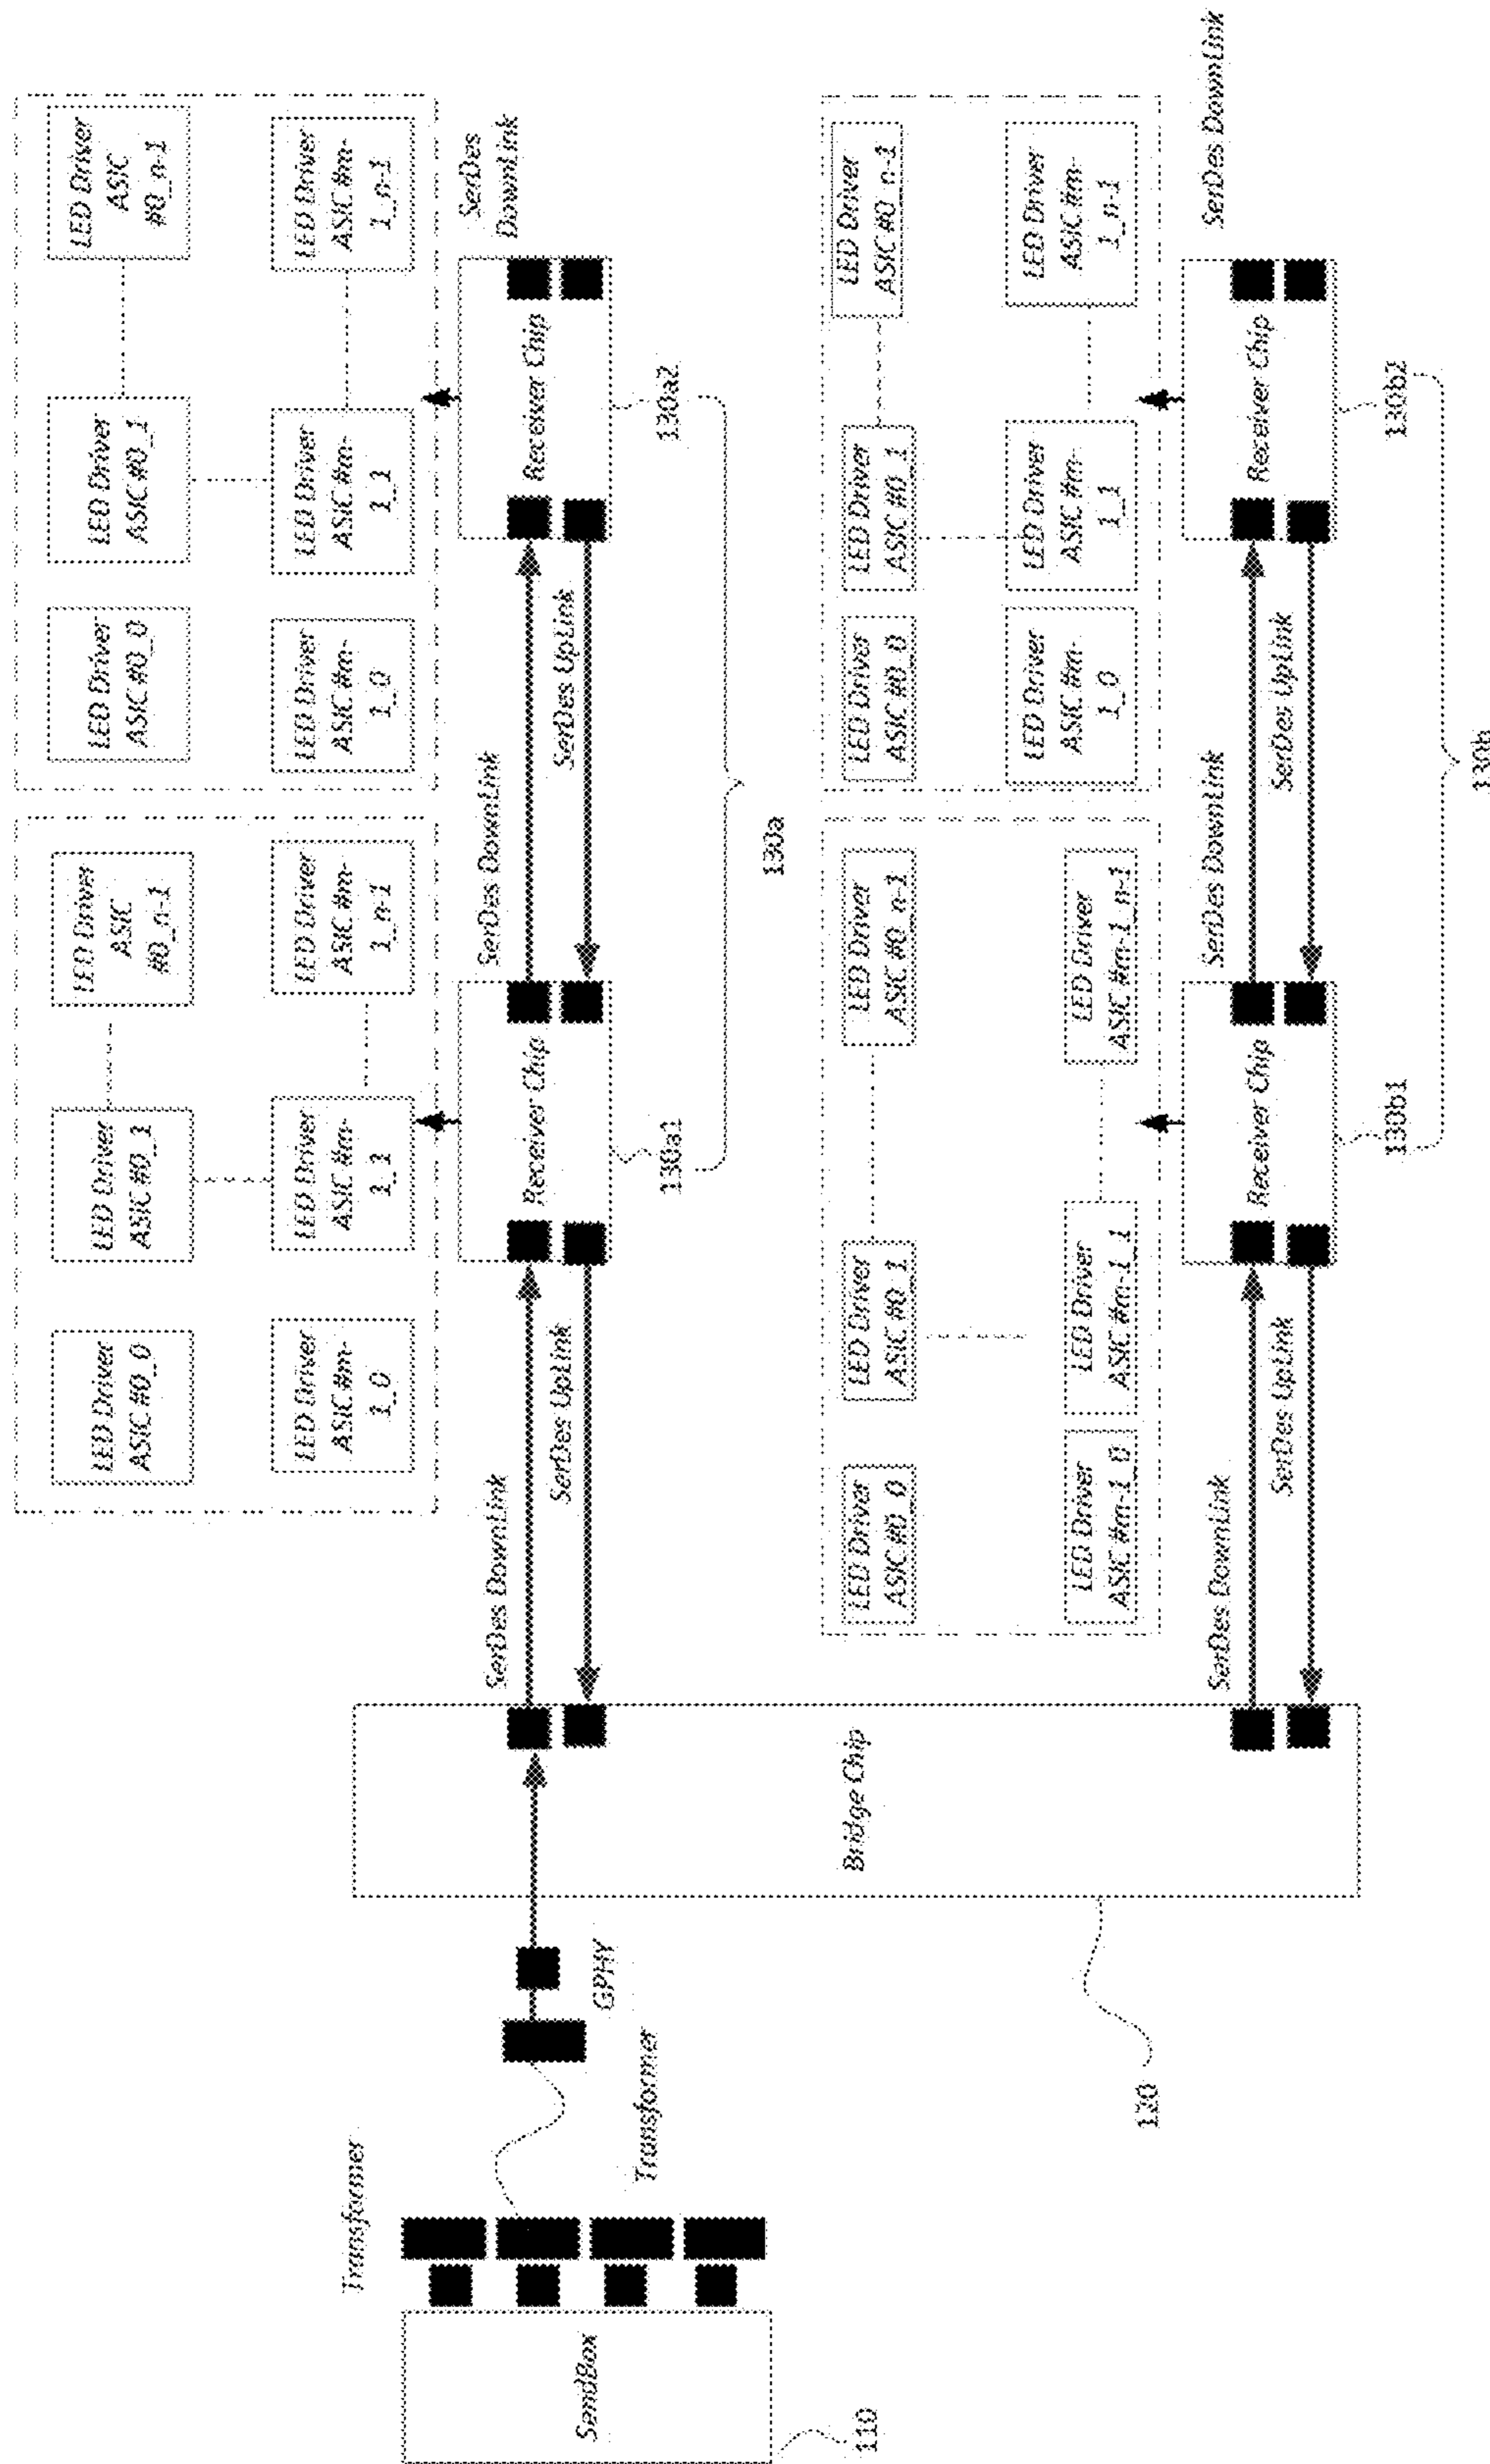 SendBox
110
Transformer
Transformer
GPHY
Bridge Chip
120
LED Driver
ASIC #0_0
LED Driver
ASIC #0_1
LED Driver
ASIC
#0_n-1
LED Driver
ASIC #m-
1_0
LED Driver
ASIC #m-
1_1
LED Driver
ASIC #m-
1_n-1
LED Driver
ASIC #0_0
LED Driver
ASIC #0_1
LED Driver
ASIC
#0_n-1
LED Driver
ASIC #m-
1_0
LED Driver
ASIC #m-
1_1
LED Driver
ASIC #m-
1_n-1
SerDes DownLink
SerDes UpLink
Receiver Chip
130a1
SerDes DownLink
SerDes UpLink
Receiver Chip
130a2
SerDes
DownLink
130a
LED Driver
ASIC #0_0
LED Driver
ASIC #0_1
LED Driver
ASIC #0_n-1
LED Driver
ASIC #m-1_0
LED Driver
ASIC #m-1_1
LED Driver
ASIC #m-1_n-1
LED Driver
ASIC #0_0
LED Driver
ASIC #0_1
LED Driver
ASIC #0_n-1
LED Driver
ASIC #m-
1_0
LED Driver
ASIC #m-
1_1
LED Driver
ASIC #m-
1_n-1
SerDes DownLink
SerDes UpLink
Receiver Chip
130b1
SerDes DownLink
SerDes UpLink
Receiver Chip
130b2
SerDes DownLink
130b